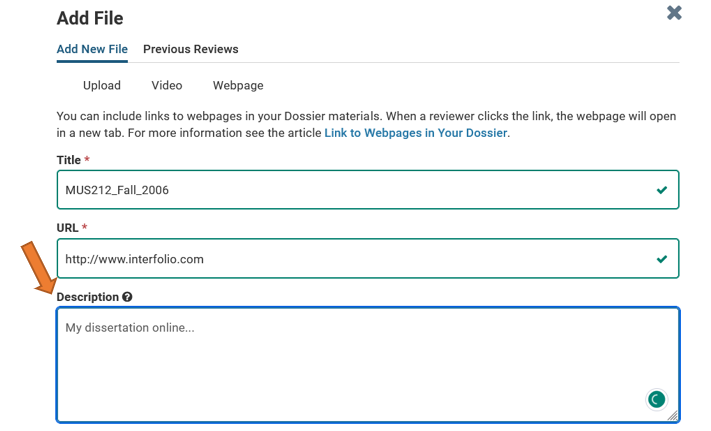 Add File
Add New File Previous Reviews
Upload Video Webpage
You can include links to webpages in your Dossier materials. When a reviewer clicks the link, the webpage will open
in a new tab. For more information see the article Link to Webpages in Your Dossier.
Title *
MUS212_Fall_2006
URL *
http://www.interfolio.com
Description ?
My dissertation online...